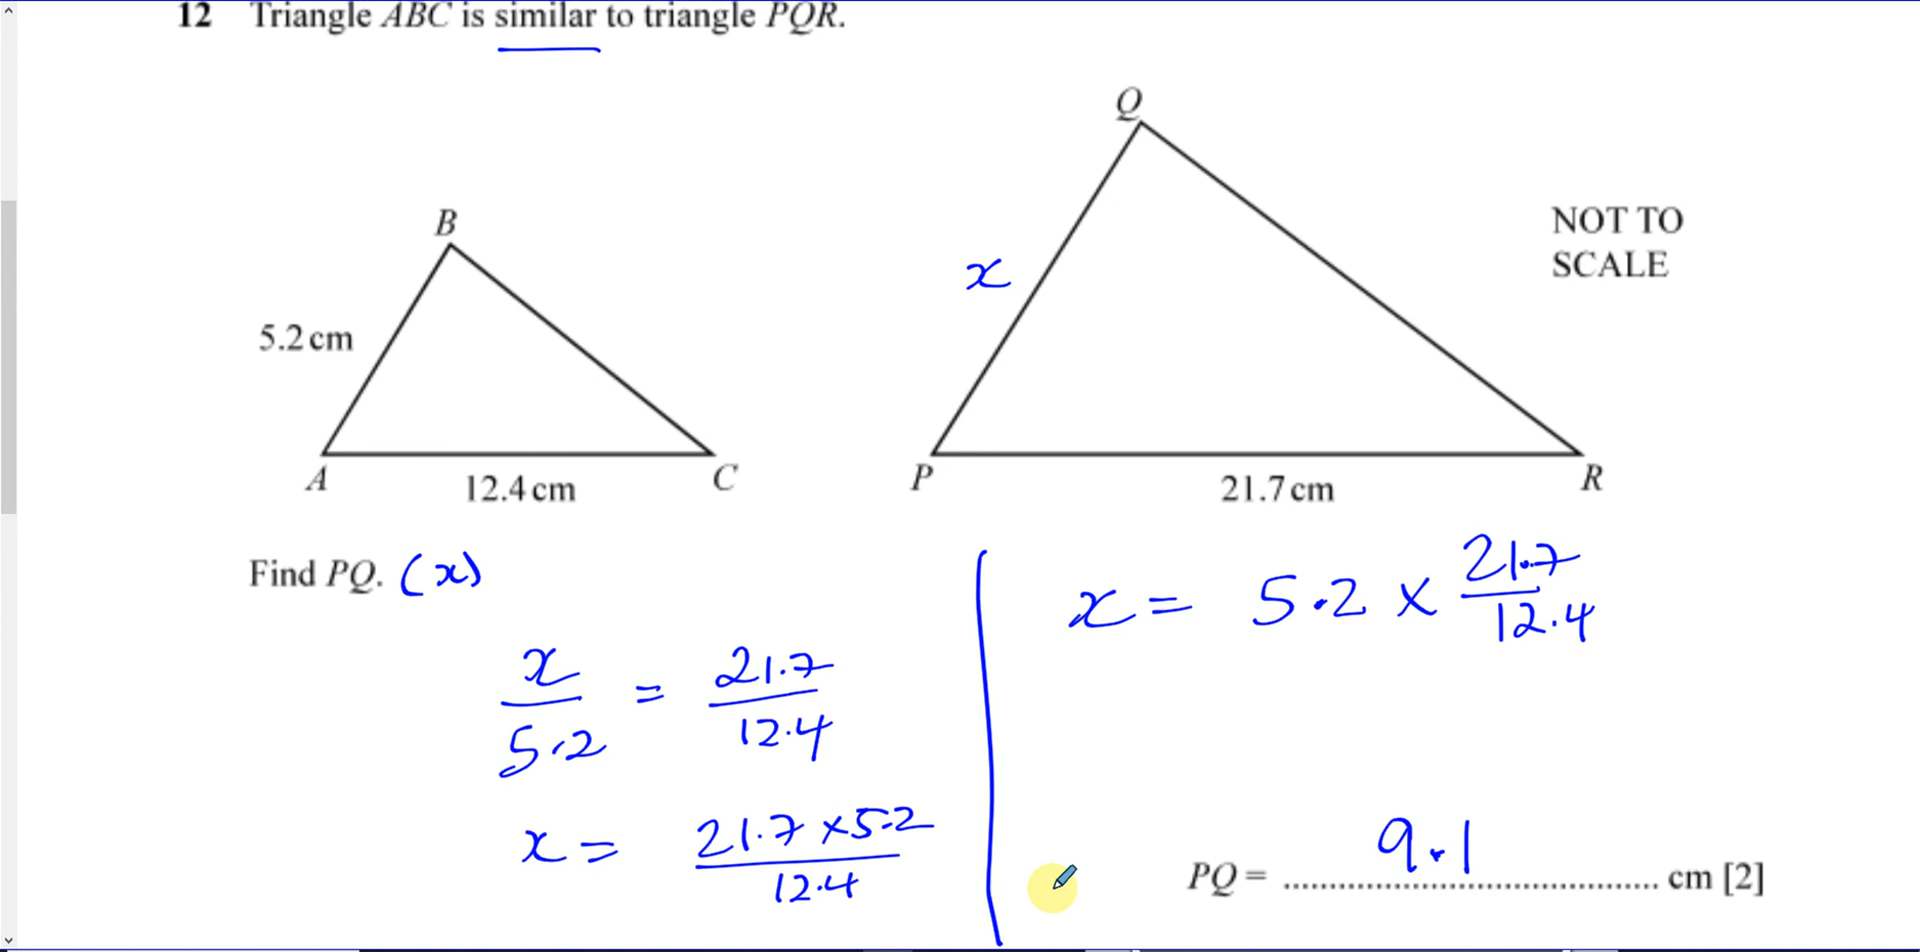 12 Triangle ABC is similar to triangle PQR.
Q
B
NOT TO
SCALE
x
5.2 cm
A
12.4 cm
C
P
21.7 cm
R
Find PQ. (x)
x/5.2 = 21.7/12.4
x = 21.7 × 5.2/12.4
x = 5.2 × 21.7/12.4
PQ = 9.1 cm [2]